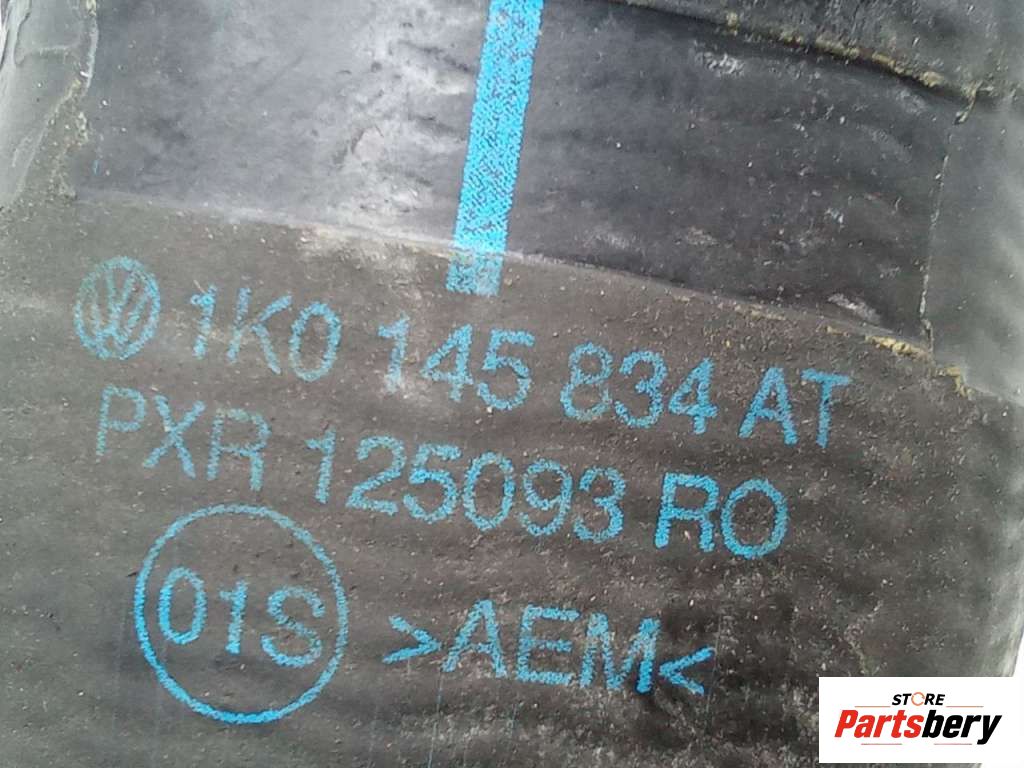 1K0 145 834 AT
PXR 125093 RO
01S >AEM<
STORE
Partsbery